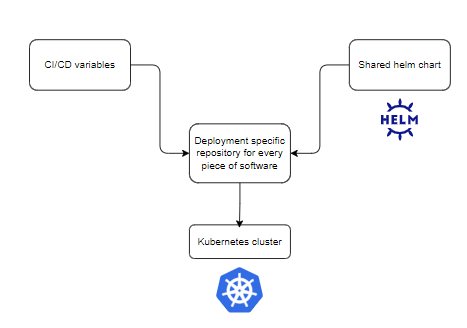 CI/CD variables
Shared helm chart
HELM
Deployment specific
repository for every
piece of software
Kubernetes cluster